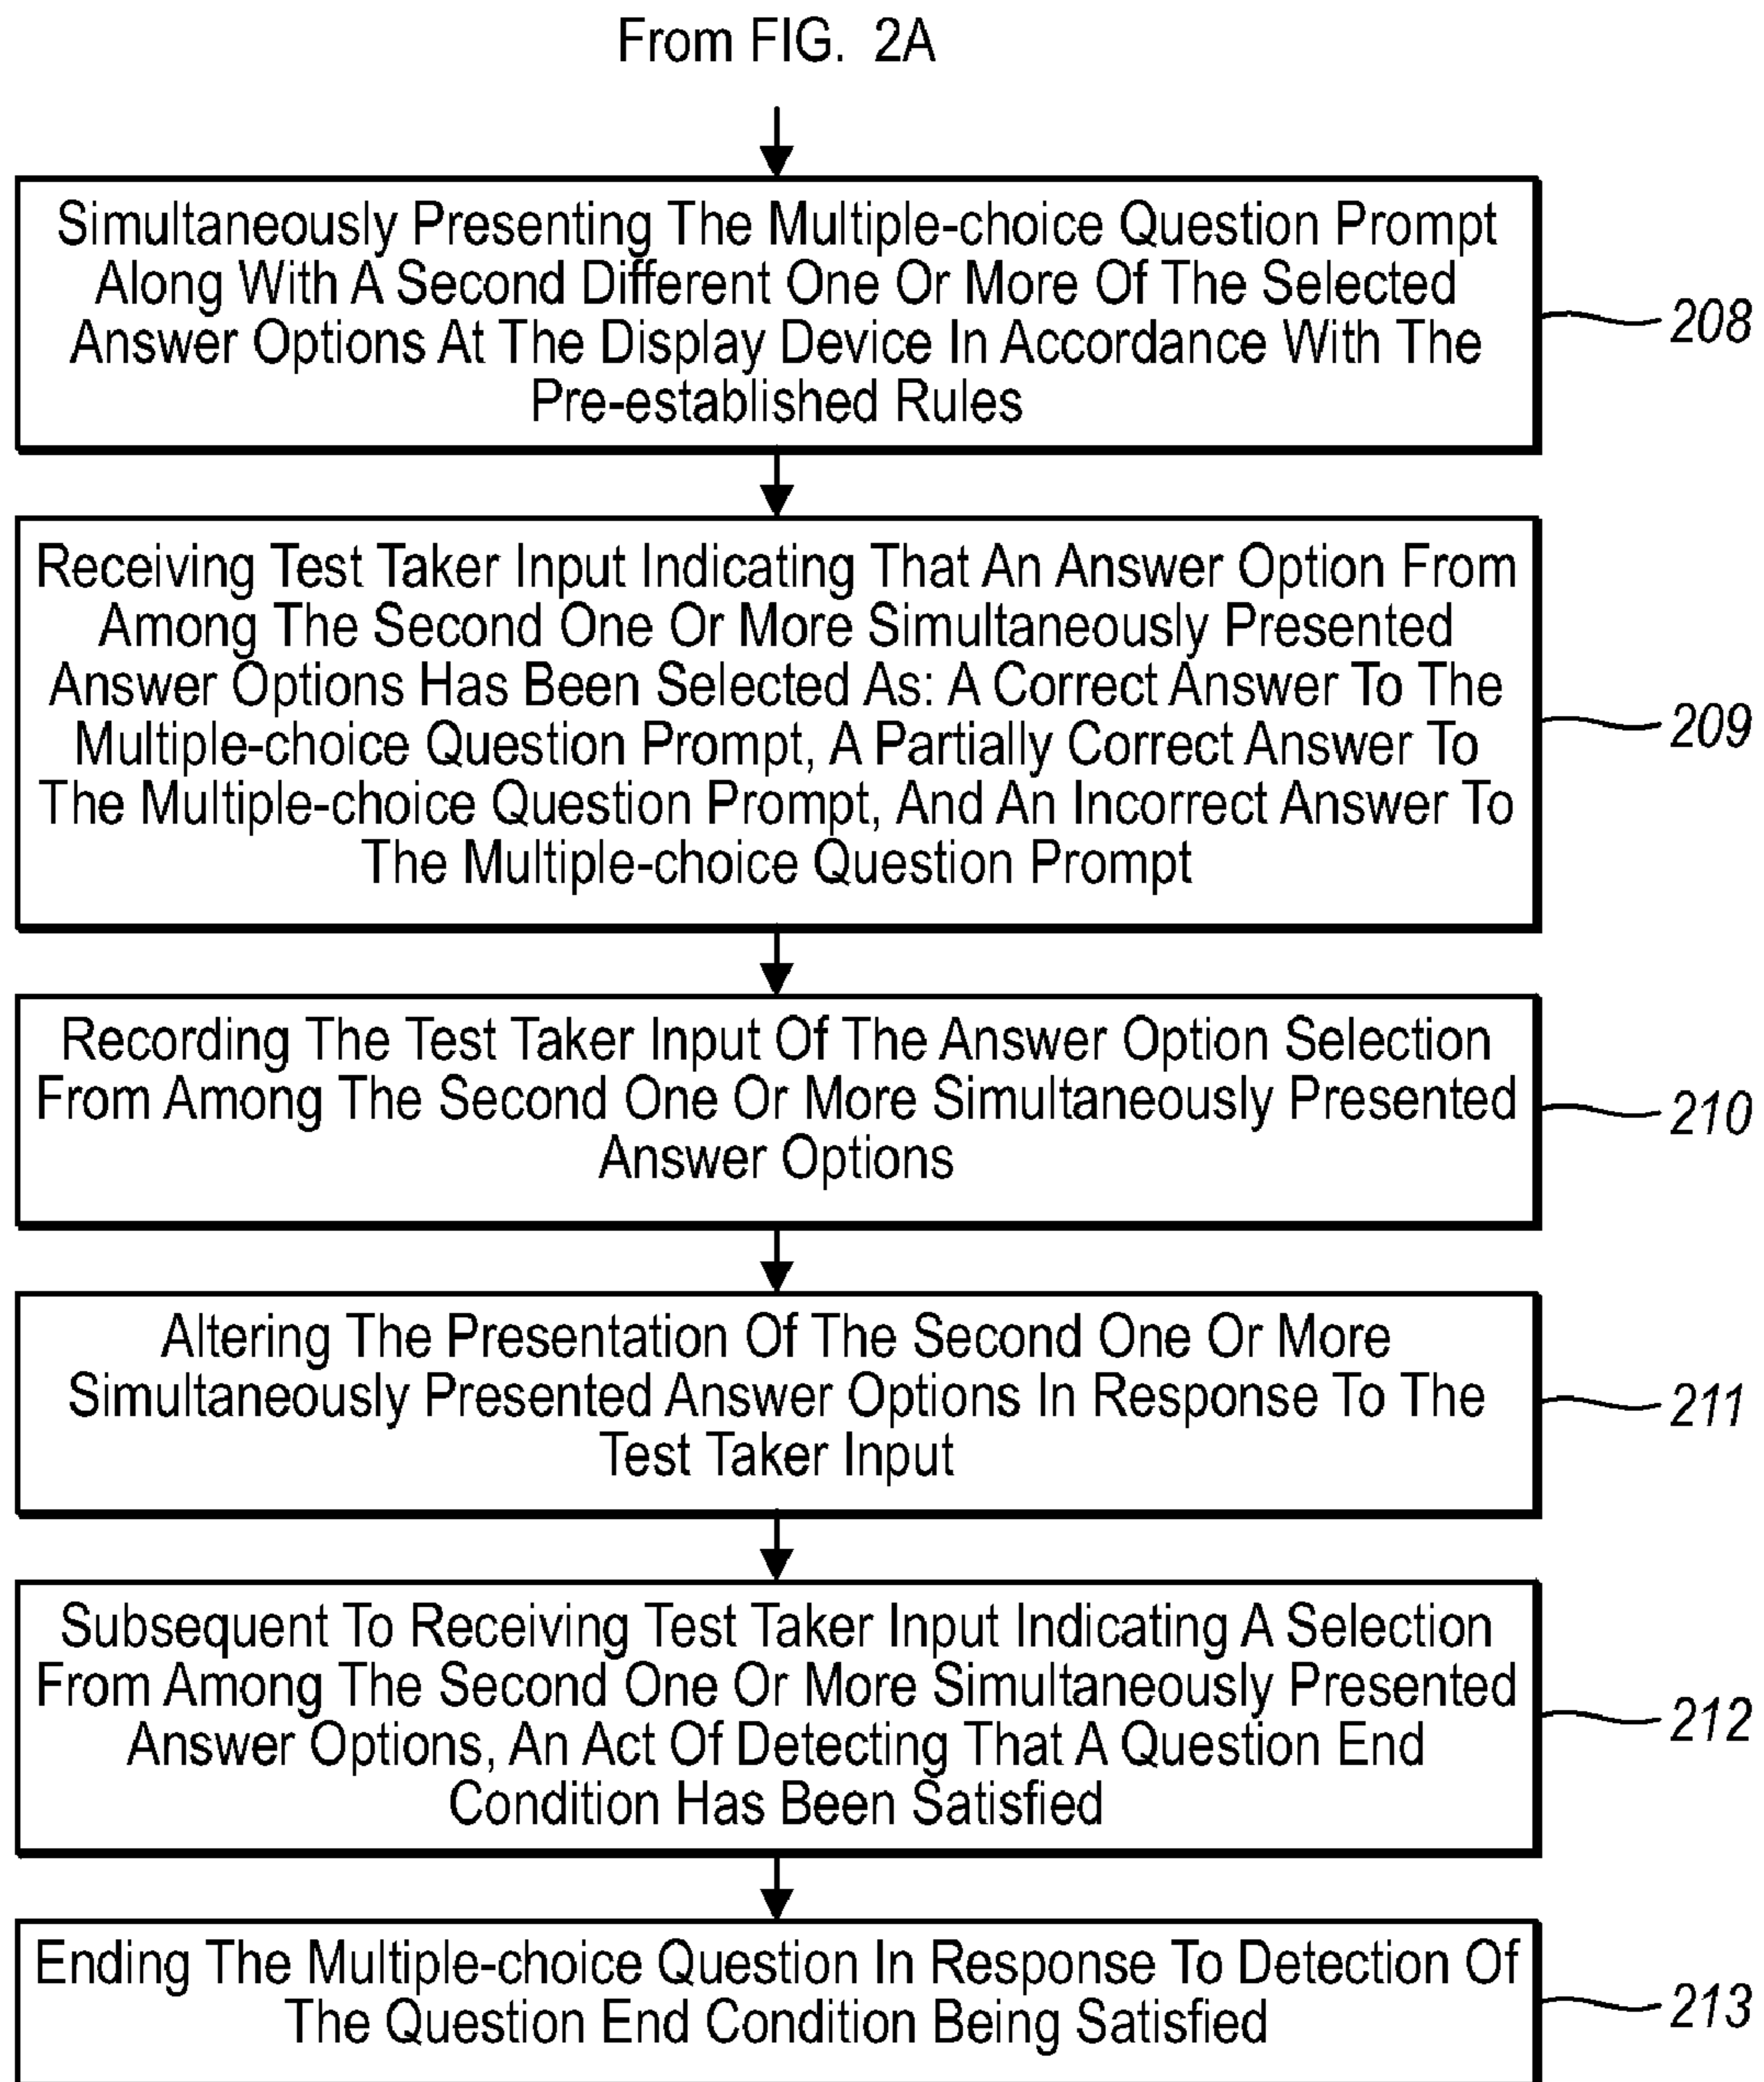 From FIG. 2A
Simultaneously Presenting The Multiple-choice Question Prompt
Along With A Second Different One Or More Of The Selected
Answer Options At The Display Device In Accordance With The
Pre-established Rules
208
Receiving Test Taker Input Indicating That An Answer Option From
Among The Second One Or More Simultaneously Presented
Answer Options Has Been Selected As: A Correct Answer To The
Multiple-choice Question Prompt, A Partially Correct Answer To
The Multiple-choice Question Prompt, And An Incorrect Answer To
The Multiple-choice Question Prompt
209
Recording The Test Taker Input Of The Answer Option Selection
From Among The Second One Or More Simultaneously Presented
Answer Options
210
Altering The Presentation Of The Second One Or More
Simultaneously Presented Answer Options In Response To The
Test Taker Input
211
Subsequent To Receiving Test Taker Input Indicating A Selection
From Among The Second One Or More Simultaneously Presented
Answer Options, An Act Of Detecting That A Question End
Condition Has Been Satisfied
212
Ending The Multiple-choice Question In Response To Detection Of
The Question End Condition Being Satisfied
213